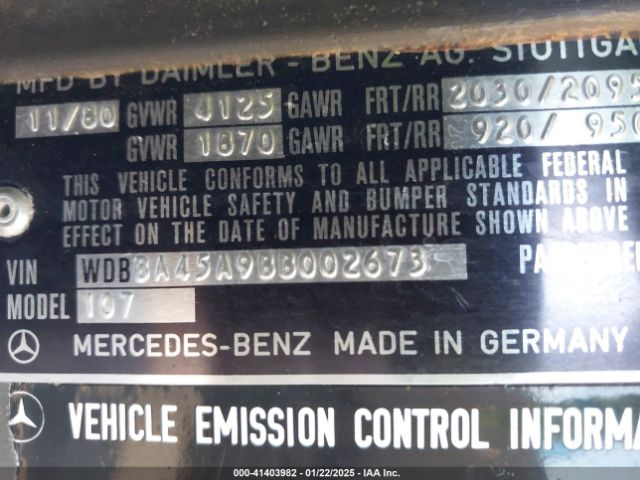 MFD BY DAIMLER-BENZ AG. STUTTGA
11/80 GVWR 4125 GAWR FRT/RR 2030/2095
GVWR 1870 GAWR FRT/RR 920/ 950
THIS VEHICLE CONFORMS TO ALL APPLICABLE FEDERAL
MOTOR VEHICLE SAFETY AND BUMPER STANDARDS IN
EFFECT ON THE DATE OF MANUFACTURE SHOWN ABOVE
VIN WDBBA45A9BB002673
MODEL 107
MERCEDES-BENZ MADE IN GERMANY
VEHICLE EMISSION CONTROL INFORMA
000-41403982 - 01/22/2025 - IAA Inc.